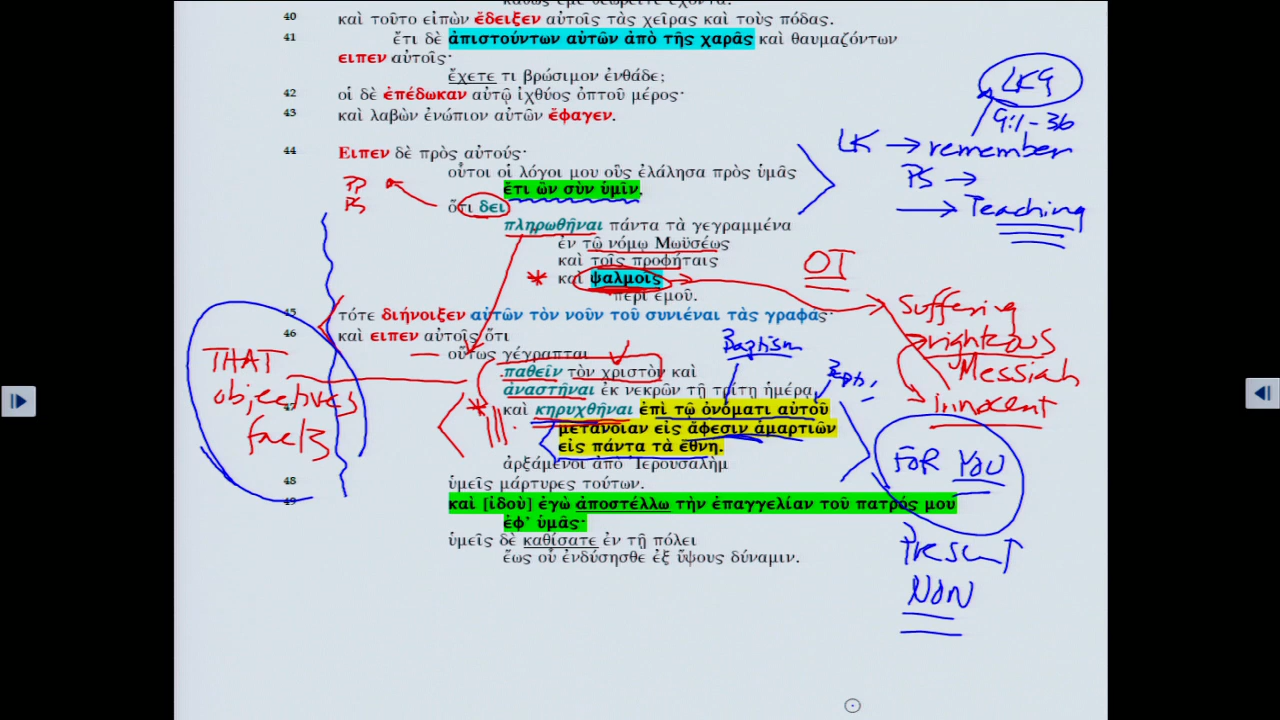 40 καὶ τοῦτο εἰπὼν ἔδειξεν αὐτοῖς τὰς χεῖρας καὶ τοὺς πόδας.
41 ἔτι δὲ ἀπιστούντων αὐτῶν ἀπὸ τῆς χαρᾶς καὶ θαυμαζόντων
ειπεν αὐτοῖς·
ἔχετε τι βρώσιμον ἐνθάδε;
42 οἱ δὲ ἐπέδωκαν αὐτῷ ἰχθύος ὀπτοῦ μέρος·
43 καὶ λαβὼν ἐνώπιον αὐτῶν ἔφαγεν.
LK 9
9:1-36
LK → remember
PS →
→ Teaching
44 Ειπεν δὲ πρὸς αὐτούς·
οὗτοι οἱ λόγοι μου οὓς ἐλάλησα πρὸς ὑμᾶς
ἔτι ὢν σὺν ὑμῖν,
ὅτι δεῖ
πληρωθῆναι πάντα τὰ γεγραμμένα
ἐν τῷ νόμῳ Μωϋσέως
καὶ τοῖς προφήταις
καὶ ψαλμοῖς
περὶ ἐμοῦ.
OT
Suffering
righteous
Messiah
innocent
45 τότε διήνοιξεν αὐτῶν τὸν νοῦν τοῦ συνιέναι τὰς γραφάς·
46 καὶ ειπεν αὐτοῖς ὅτι
οὕτως γέγραπται
παθεῖν τὸν χριστὸν καὶ
ἀναστῆναι ἐκ νεκρῶν τῇ τρίτῃ ἡμέρᾳ,
47 καὶ κηρυχθῆναι ἐπὶ τῷ ὀνόματι αὐτοῦ
μετάνοιαν εἰς ἄφεσιν ἁμαρτιῶν
εἰς πάντα τὰ ἔθνη.
ἀρξάμενοι ἀπὸ Ἰερουσαλὴμ
48 ὑμεῖς μάρτυρες τούτων.
49 καὶ [ἰδοὺ] ἐγὼ ἀποστέλλω τὴν ἐπαγγελίαν τοῦ πατρός μου
ἐφ' ὑμᾶς·
ὑμεῖς δὲ καθίσατε ἐν τῇ πόλει
ἕως οὗ ἐνδύσησθε ἐξ ὕψους δύναμιν.
Baptism
THAT
objectives
facts
FOR YOU
Present
NOW